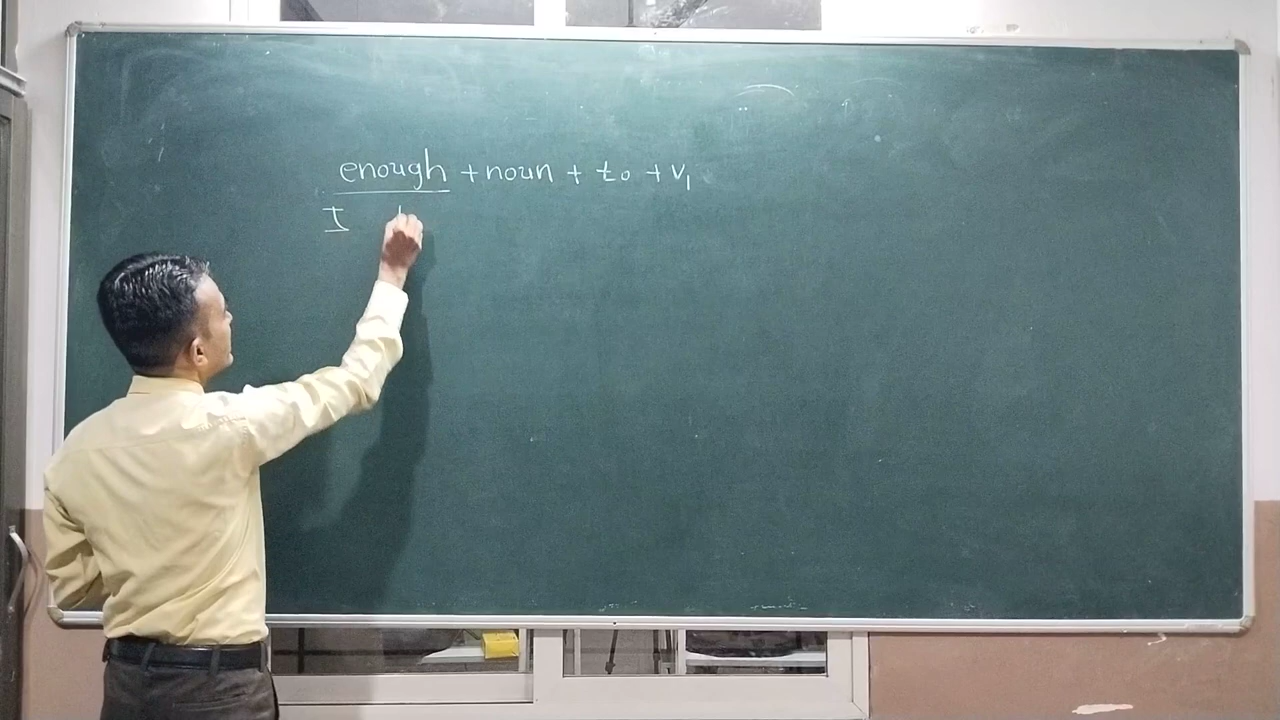 enough + noun + to + V₁
I